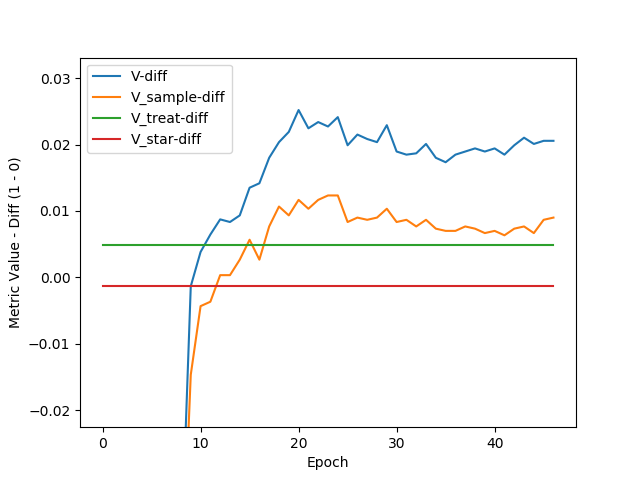 V-diff
V_sample-diff
V_treat-diff
V_star-diff
Metric Value - Diff (1 - 0)
0.03
0.02
0.01
0.00
−0.01
−0.02
0 10 20 30 40
Epoch